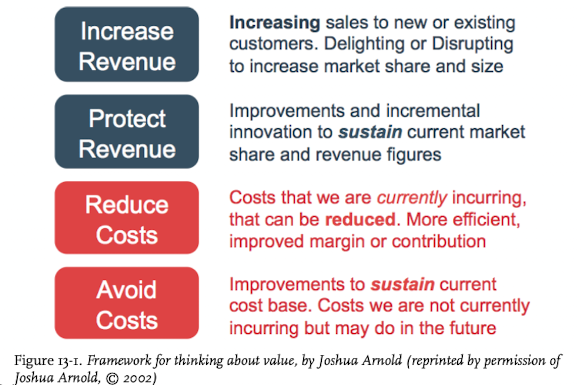 Increase
Revenue
Increasing sales to new or existing
customers. Delighting or Disrupting
to increase market share and size
Protect
Revenue
Improvements and incremental
innovation to sustain current market
share and revenue figures
Reduce
Costs
Costs that we are currently incurring,
that can be reduced. More efficient,
improved margin or contribution
Avoid
Costs
Improvements to sustain current
cost base. Costs we are not currently
incurring but may do in the future
Figure 13-1. Framework for thinking about value, by Joshua Arnold (reprinted by permission of
Joshua Arnold, © 2002)